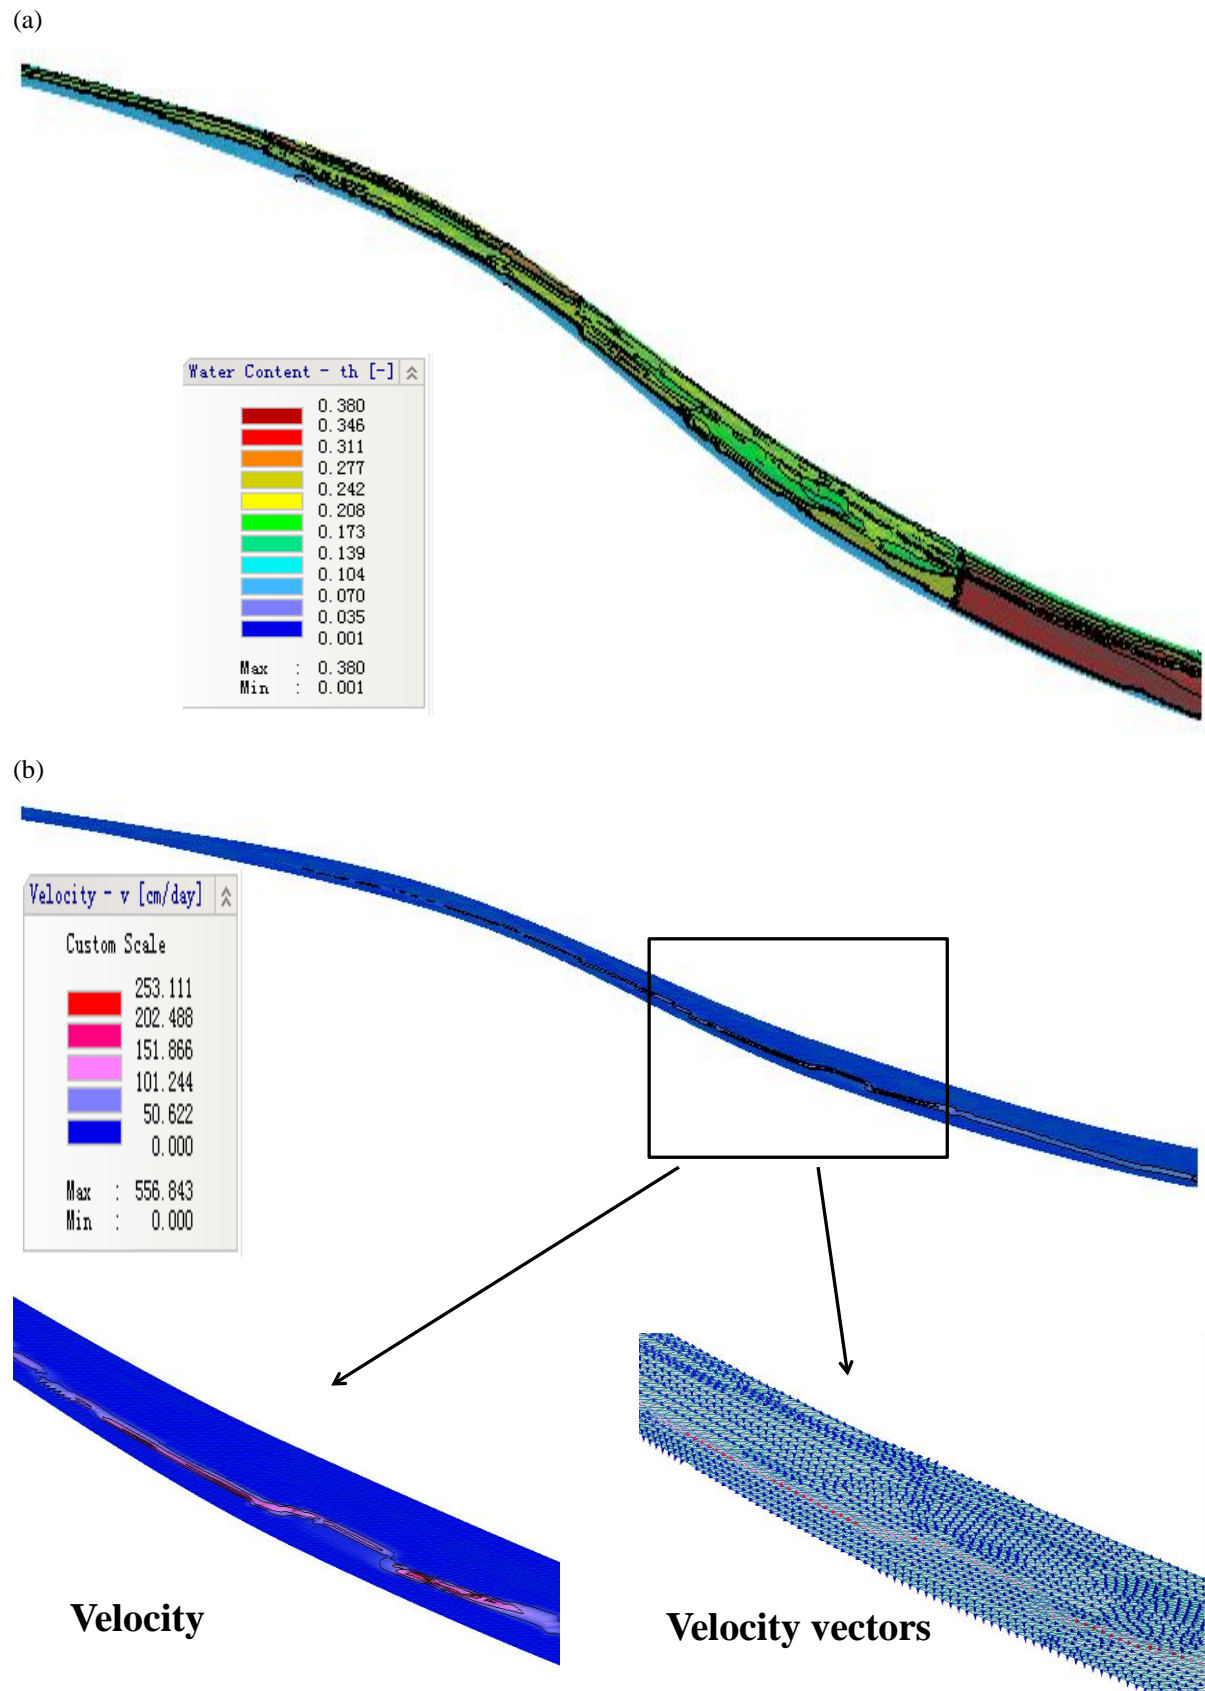 (a)
Water Content - th [-]
0.380
0.346
0.311
0.277
0.242
0.208
0.173
0.139
0.104
0.070
0.035
0.001
Max : 0.380
Min : 0.001
(b)
Velocity - v [cm/day]
Custom Scale
253.111
202.488
151.866
101.244
50.622
0.000
Max : 556.843
Min : 0.000
Velocity
Velocity vectors